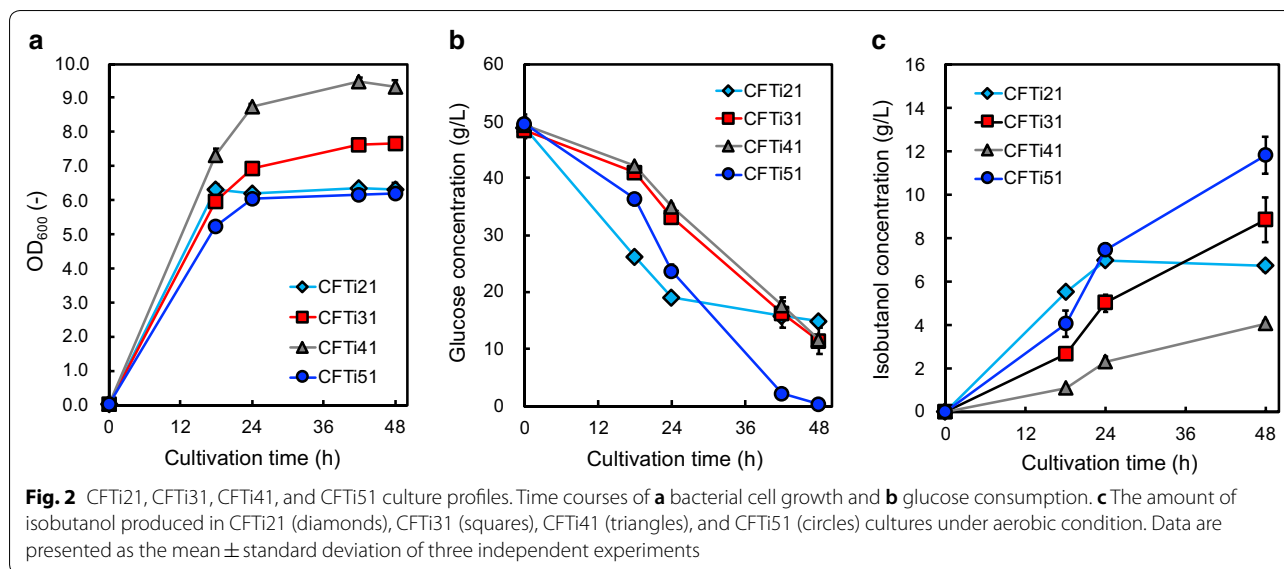 a
OD600 (-)
10.0
9.0
8.0
7.0
6.0
5.0
4.0
3.0
2.0
1.0
0.0
CFTi21
CFTi31
CFTi41
CFTi51
0 12 24 36 48
Cultivation time (h)
b
Glucose concentration (g/L)
60
50
40
30
20
10
0
CFTi21
CFTi31
CFTi41
CFTi51
0 12 24 36 48
Cultivation time (h)
c
Isobutanol concentration (g/L)
16
14
12
10
8
6
4
2
0
CFTi21
CFTi31
CFTi41
CFTi51
0 12 24 36 48
Cultivation time (h)
Fig. 2 CFTi21, CFTi31, CFTi41, and CFTi51 culture profiles. Time courses of a bacterial cell growth and b glucose consumption. c The amount of
isobutanol produced in CFTi21 (diamonds), CFTi31 (squares), CFTi41 (triangles), and CFTi51 (circles) cultures under aerobic condition. Data are
presented as the mean ± standard deviation of three independent experiments